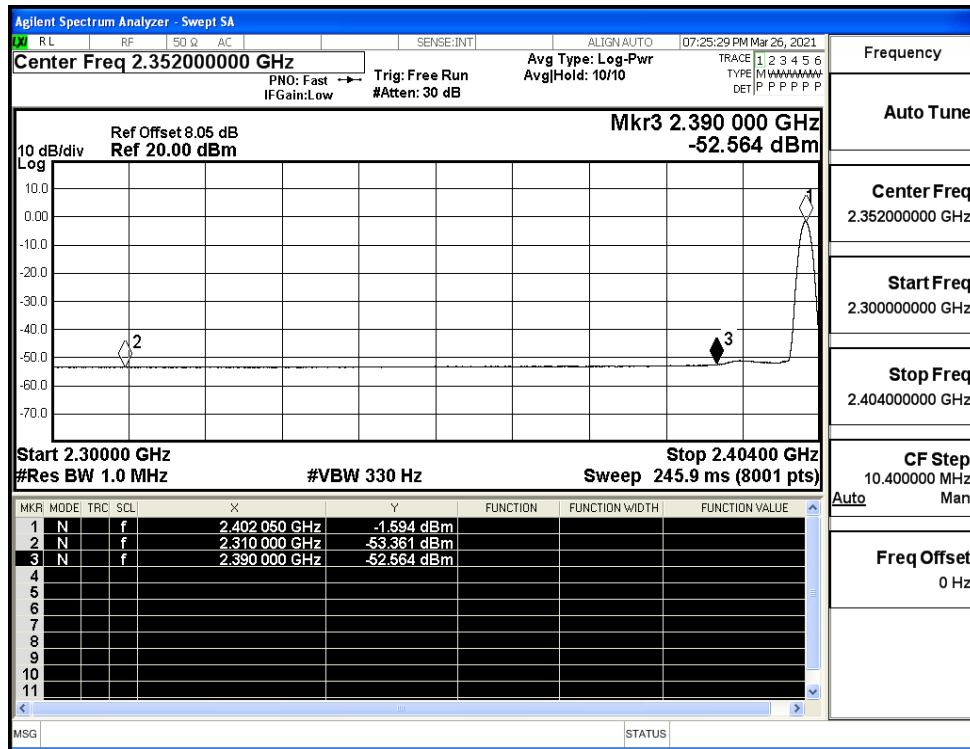 Agilent Spectrum Analyzer - Swept SA
LXI RL RF 50 Ω AC SENSE:INT ALIGNAUTO 07:25:29 PM Mar 26, 2021
Center Freq 2.352000000 GHz
PNO: Fast
IFGain:Low
Trig: Free Run
#Atten: 30 dB
Avg Type: Log-Pwr
Avg|Hold: 10/10
TRACE 1 2 3 4 5 6
TYPE M WWWWW
DET P P P P P P
Ref Offset 8.05 dB
10 dB/div Ref 20.00 dBm
Log
Mkr3 2.390 000 GHz
-52.564 dBm
10.0
0.00
-10.0
-20.0
-30.0
-40.0
-50.0
-60.0
-70.0
1
2
3
Start 2.30000 GHz Stop 2.40400 GHz
#Res BW 1.0 MHz #VBW 330 Hz Sweep 245.9 ms (8001 pts)
MKR MODE TRC SCL X Y FUNCTION FUNCTION WIDTH FUNCTION VALUE
1 N f 2.402 050 GHz -1.594 dBm
2 N f 2.310 000 GHz -53.361 dBm
3 N f 2.390 000 GHz -52.564 dBm
4
5
6
7
8
9
10
11
MSG STATUS
Frequency
Auto Tune
Center Freq
2.352000000 GHz
Start Freq
2.300000000 GHz
Stop Freq
2.404000000 GHz
CF Step
10.400000 MHz
Auto Man
Freq Offset
0 Hz